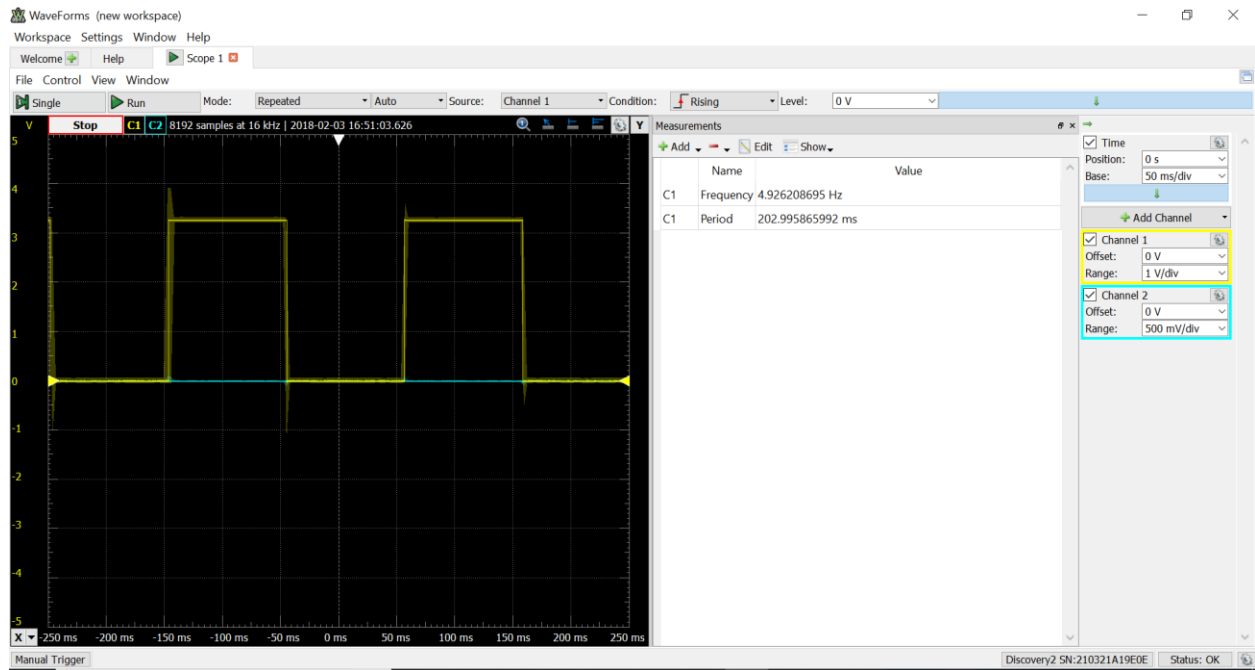 WaveForms (new workspace)
Workspace Settings Window Help
Welcome Help Scope 1
File Control View Window
Single Run Mode: Repeated Auto Source: Channel 1 Condition: Rising Level: 0 V
V Stop C1 C2 8192 samples at 16 kHz | 2018-02-03 16:51:03.626 Y
5
4
3
2
1
0
-1
-2
-3
-4
-5
X -250 ms -200 ms -150 ms -100 ms -50 ms 0 ms 50 ms 100 ms 150 ms 200 ms 250 ms
Measurements
Add Edit Show
Name Value
C1 Frequency 4.926208695 Hz
C1 Period 202.995865992 ms
Time
Position: 0 s
Base: 50 ms/div
Add Channel
Channel 1
Offset: 0 V
Range: 1 V/div
Channel 2
Offset: 0 V
Range: 500 mV/div
Manual Trigger Discovery2 SN:210321A19E0E Status: OK